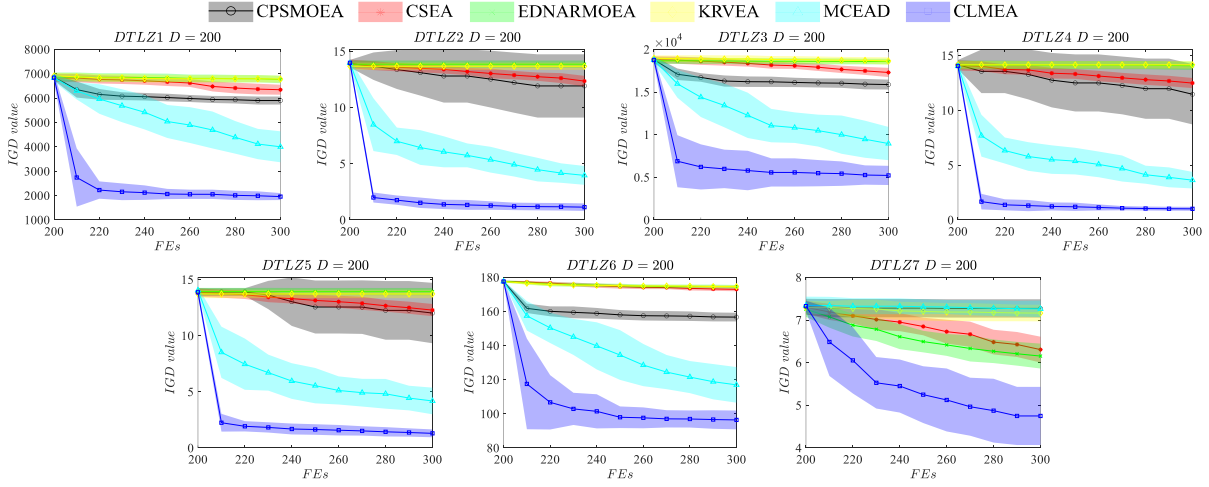 CPSMOEA CSEA EDNARMOEA KRVEA MCEAD CLMEA
DTLZ1 D = 200
8000
7000
6000
5000
4000
3000
2000
1000
IGD value
200 220 240 260 280 300
FEs
DTLZ2 D = 200
15
10
5
0
IGD value
200 220 240 260 280 300
FEs
DTLZ3 D = 200
×10⁴
2.0
1.5
1.0
0.5
0
IGD value
200 220 240 260 280 300
FEs
DTLZ4 D = 200
15
10
5
0
IGD value
200 220 240 260 280 300
FEs
DTLZ5 D = 200
15
10
5
0
IGD value
200 220 240 260 280 300
FEs
DTLZ6 D = 200
180
160
140
120
100
80
IGD value
200 220 240 260 280 300
FEs
DTLZ7 D = 200
8
7
6
5
4
IGD value
200 220 240 260 280 300
FEs